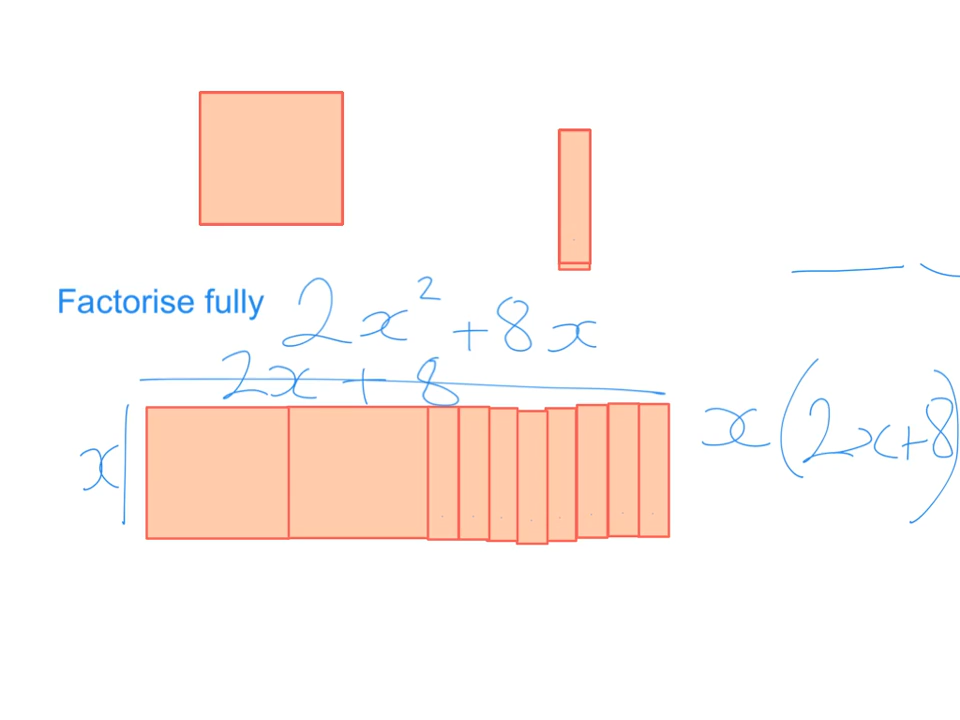 Factorise fully 2x² + 8x
2x + 8
x
x(2x+8)